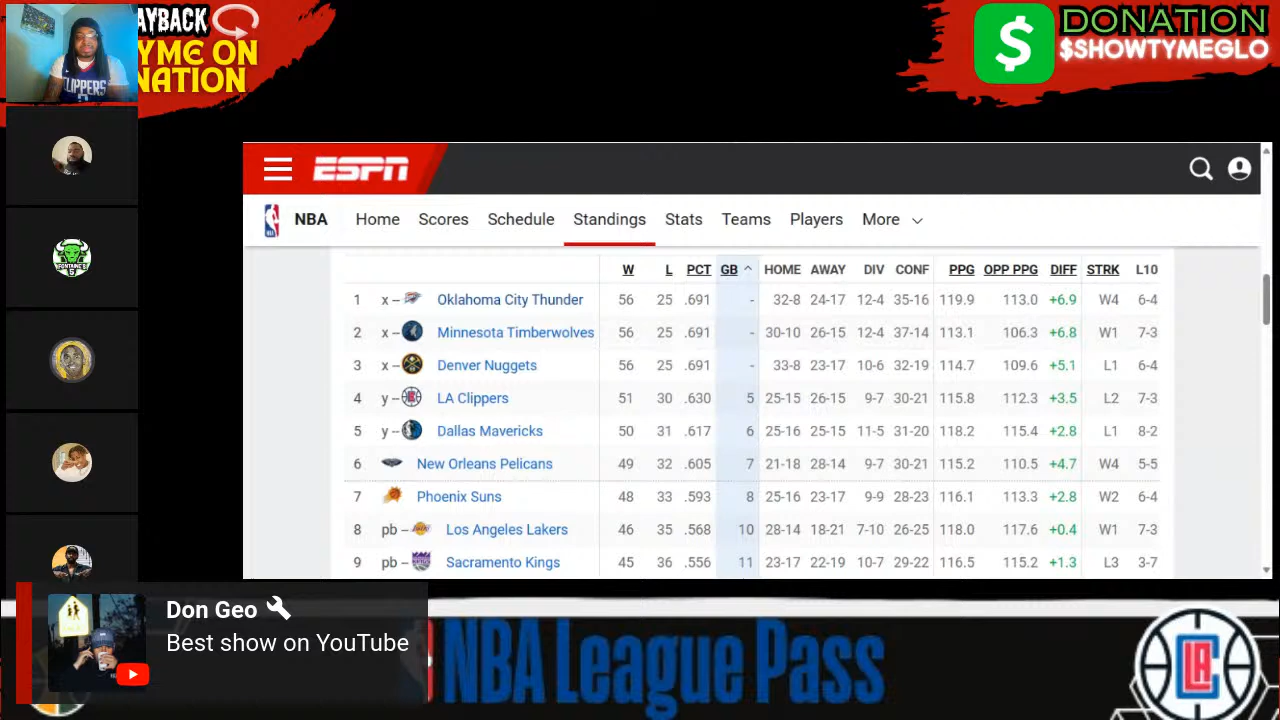 AYBACK
YME ON
NATION
CLIPPERS
$ DONATION
$SHOWTYMEGLO
ESPN
NBA Home Scores Schedule Standings Stats Teams Players More
W L PCT GB HOME AWAY DIV CONF PPG OPP PPG DIFF STRK L10
1 x -- Oklahoma City Thunder 56 25 .691 - 32-8 24-17 12-4 35-16 119.9 113.0 +6.9 W4 6-4
2 x -- Minnesota Timberwolves 56 25 .691 - 30-10 26-15 12-4 37-14 113.1 106.3 +6.8 W1 7-3
3 x -- Denver Nuggets 56 25 .691 - 33-8 23-17 10-6 32-19 114.7 109.6 +5.1 L1 6-4
4 y -- LA Clippers 51 30 .630 5 25-15 26-15 9-7 30-21 115.8 112.3 +3.5 L2 7-3
5 y -- Dallas Mavericks 50 31 .617 6 25-16 25-15 11-5 31-20 118.2 115.4 +2.8 L1 8-2
6 New Orleans Pelicans 49 32 .605 7 21-18 28-14 9-7 30-21 115.2 110.5 +4.7 W4 5-5
7 Phoenix Suns 48 33 .593 8 25-16 23-17 9-9 28-23 116.1 113.3 +2.8 W2 6-4
8 pb -- Los Angeles Lakers 46 35 .568 10 28-14 18-21 7-10 26-25 118.0 117.6 +0.4 W1 7-3
9 pb -- Sacramento Kings 45 36 .556 11 23-17 22-19 10-7 29-22 116.5 115.2 +1.3 L3 3-7
FONTAINE'S
Don Geo
Best show on YouTube
NBA League Pass
LA